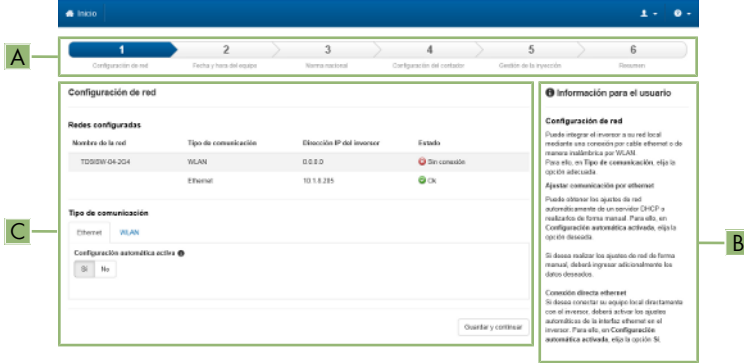 Inicio
1 2 3 4 5 6
Configuración de red Fecha y hora del equipo Norma nacional Configuración del contador Gestión de la inyección Resumen
A
Configuración de red
Redes configuradas
Nombre de la red Tipo de comunicación Dirección IP del inversor Estado
WLAN 0.0.0.0 Sin conexión
Ethernet 10.1.8.205 Ok
Tipo de comunicación
Ethernet WLAN
Configuración automática activa
Sí No
Guardar y continuar
C
Información para el usuario
Configuración de red
Puede integrar el inversor a su red local
mediante una conexión por cable ethernet o de
manera inalámbrica por WLAN.
Para ello, en Tipo de comunicación, elija la
opción adecuada.
Ajustar comunicación por ethernet
Puede obtener los ajustes de red
automáticamente de un servidor DHCP o
realizarlos de forma manual. Para ello, en
Configuración automática activada, elija la
opción deseada.
Si desea realizar los ajustes de red de forma
manual, deberá ingresar adicionalmente los
datos deseados.
Conexión directa ethernet
Si desea conectar su equipo local directamente
con el inversor, deberá activar los ajustes
automáticos de la interfaz ethernet en el
inversor. Para ello, en Configuración
automática activada, elija la opción Sí.
B